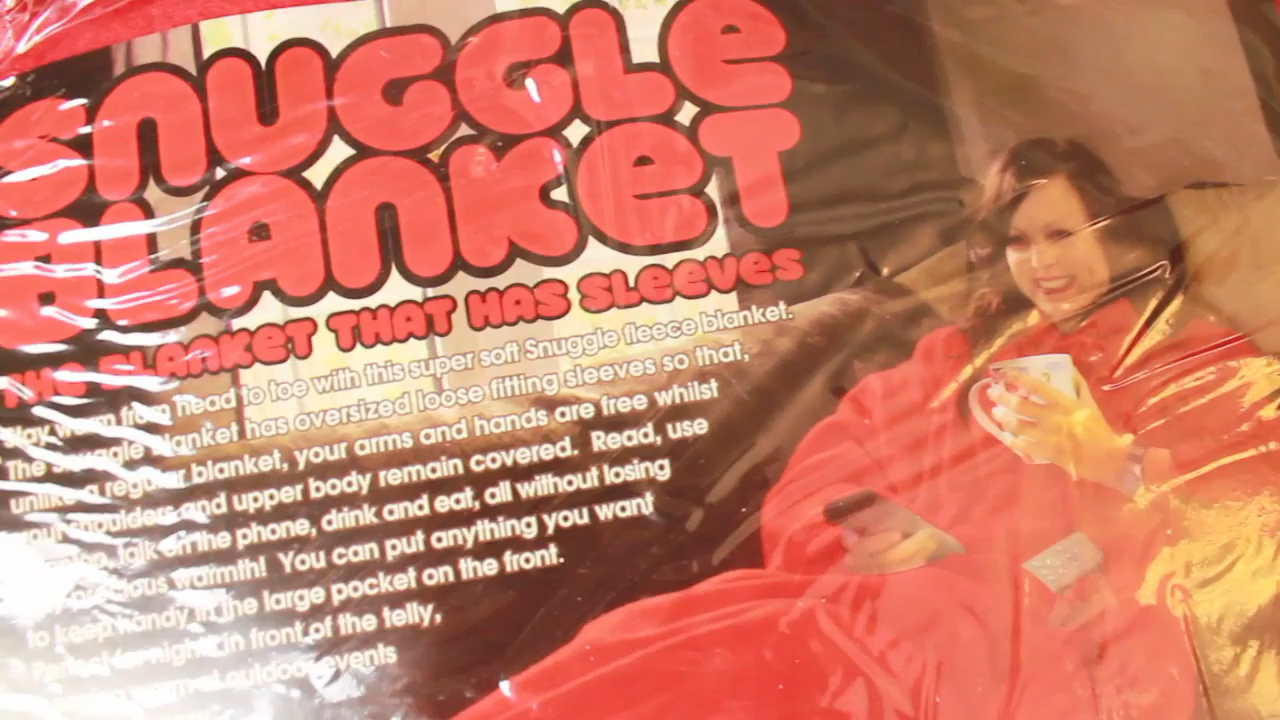 SNUGGLE
BLANKET
THE BLANKET THAT HAS SLEEVES
warm from head to toe with this super soft Snuggle fleece blanket.
The Snuggle blanket has oversized loose fitting sleeves so that,
unlike a regular blanket, your arms and hands are free whilst
your shoulders and upper body remain covered. Read, use
talk on the phone, drink and eat, all without losing
precious warmth! You can put anything you want
to keep handy in the large pocket on the front.
Perfect for nights in front of the telly,
outdoor events